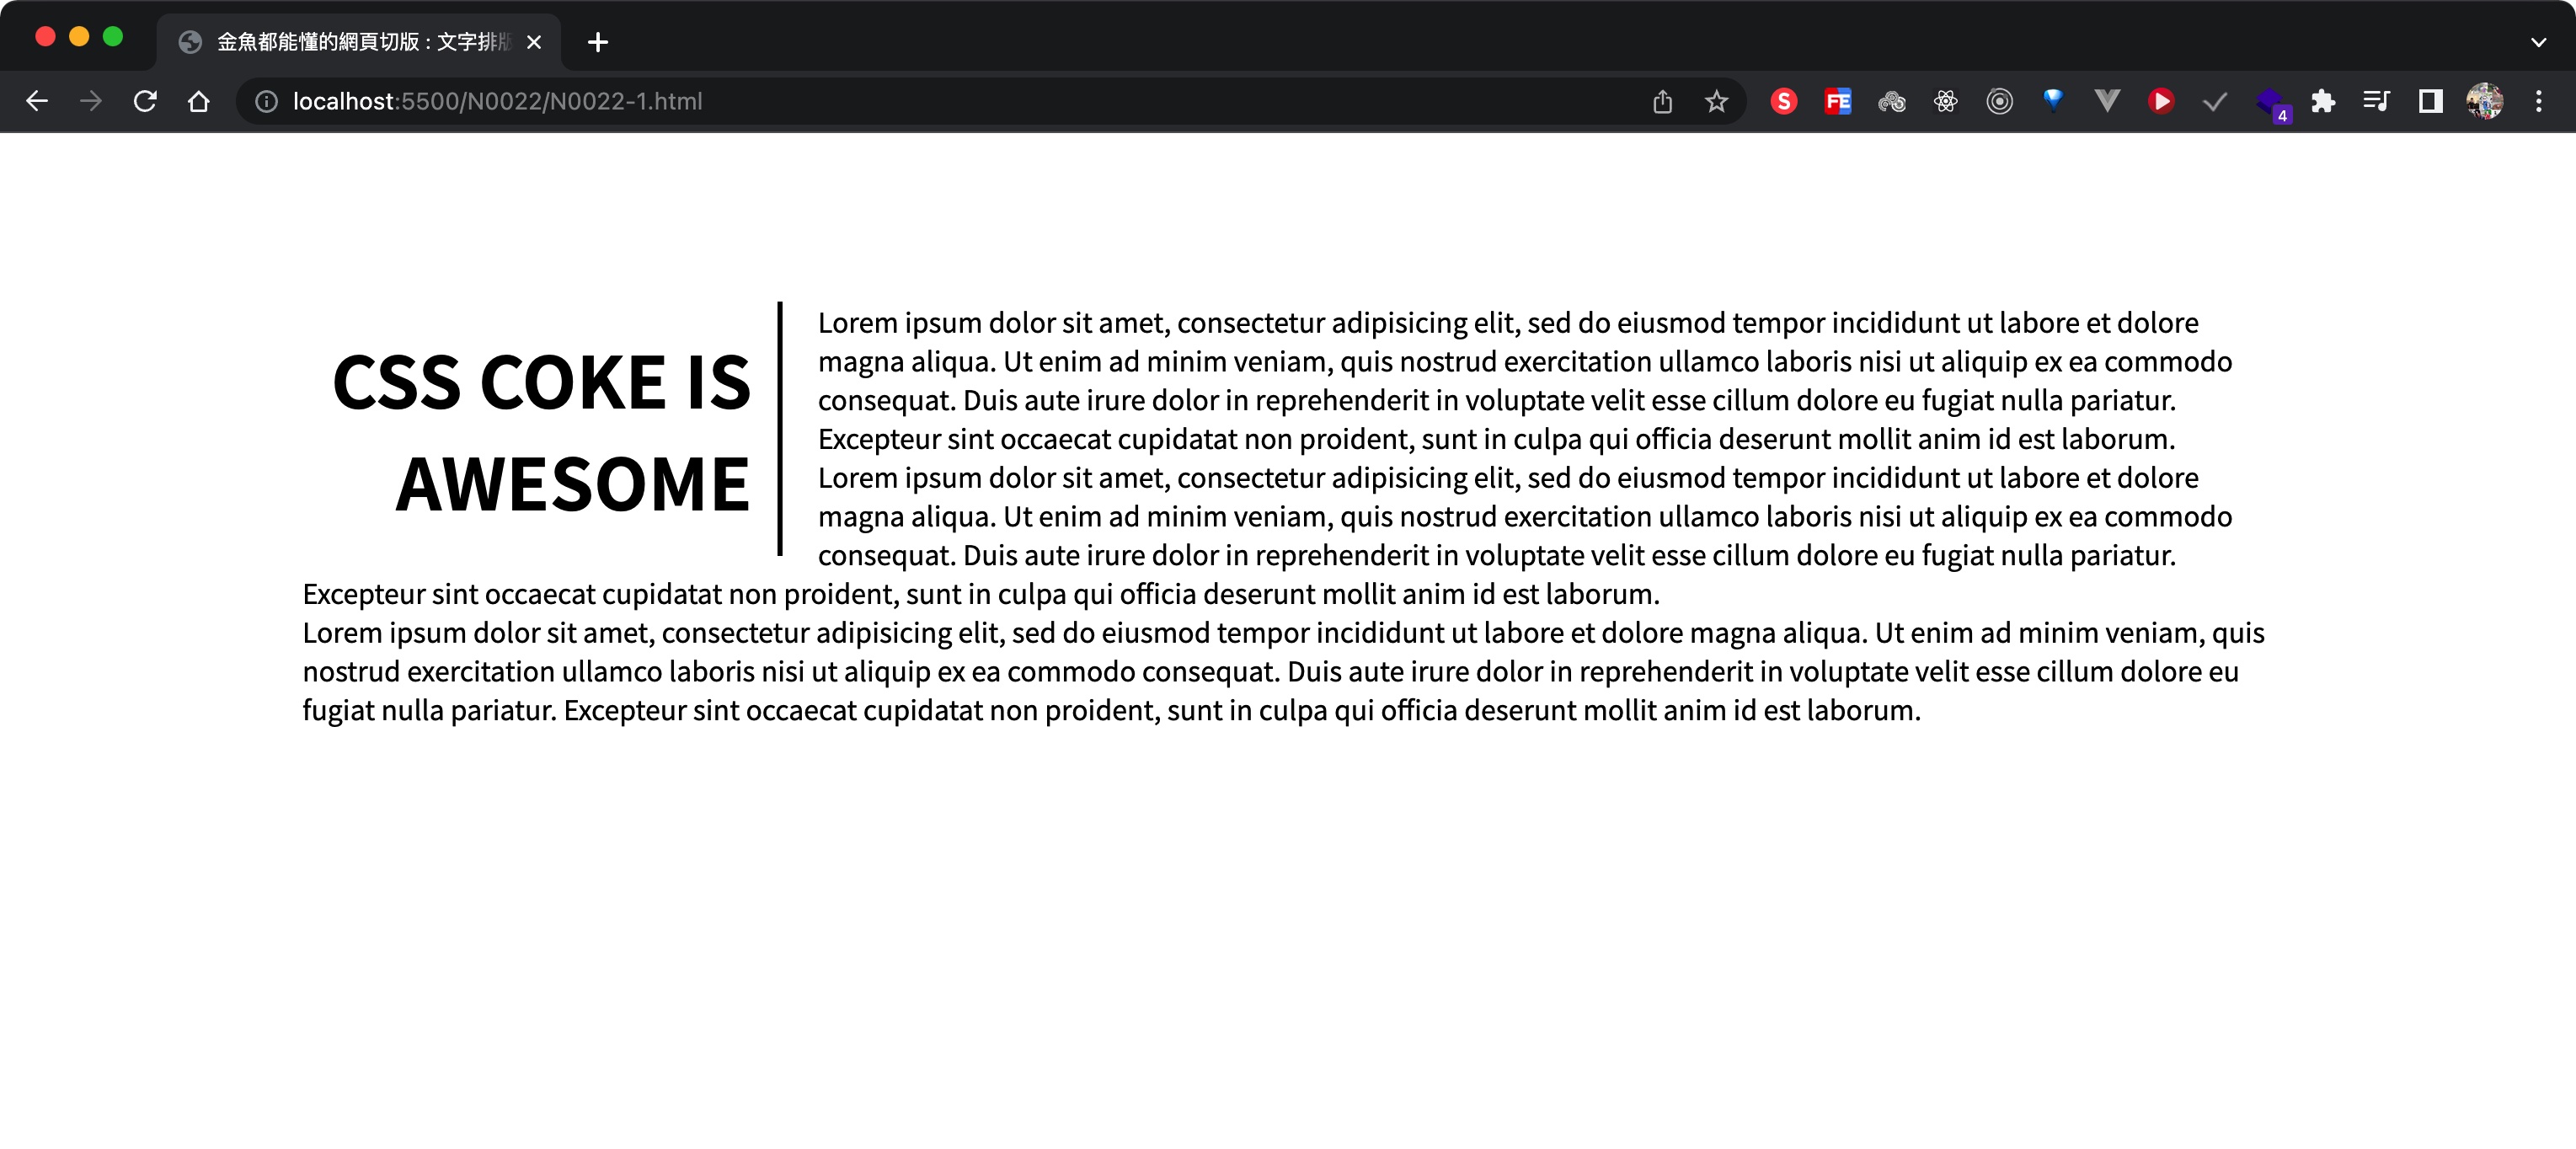 金魚都能懂的網頁切版 : 文字排版
localhost:5500/N0022/N0022-1.html
S
FE
4
CSS COKE IS
AWESOME
Lorem ipsum dolor sit amet, consectetur adipisicing elit, sed do eiusmod tempor incididunt ut labore et dolore
magna aliqua. Ut enim ad minim veniam, quis nostrud exercitation ullamco laboris nisi ut aliquip ex ea commodo
consequat. Duis aute irure dolor in reprehenderit in voluptate velit esse cillum dolore eu fugiat nulla pariatur.
Excepteur sint occaecat cupidatat non proident, sunt in culpa qui officia deserunt mollit anim id est laborum.
Lorem ipsum dolor sit amet, consectetur adipisicing elit, sed do eiusmod tempor incididunt ut labore et dolore
magna aliqua. Ut enim ad minim veniam, quis nostrud exercitation ullamco laboris nisi ut aliquip ex ea commodo
consequat. Duis aute irure dolor in reprehenderit in voluptate velit esse cillum dolore eu fugiat nulla pariatur.
Excepteur sint occaecat cupidatat non proident, sunt in culpa qui officia deserunt mollit anim id est laborum.
Lorem ipsum dolor sit amet, consectetur adipisicing elit, sed do eiusmod tempor incididunt ut labore et dolore magna aliqua. Ut enim ad minim veniam, quis
nostrud exercitation ullamco laboris nisi ut aliquip ex ea commodo consequat. Duis aute irure dolor in reprehenderit in voluptate velit esse cillum dolore eu
fugiat nulla pariatur. Excepteur sint occaecat cupidatat non proident, sunt in culpa qui officia deserunt mollit anim id est laborum.